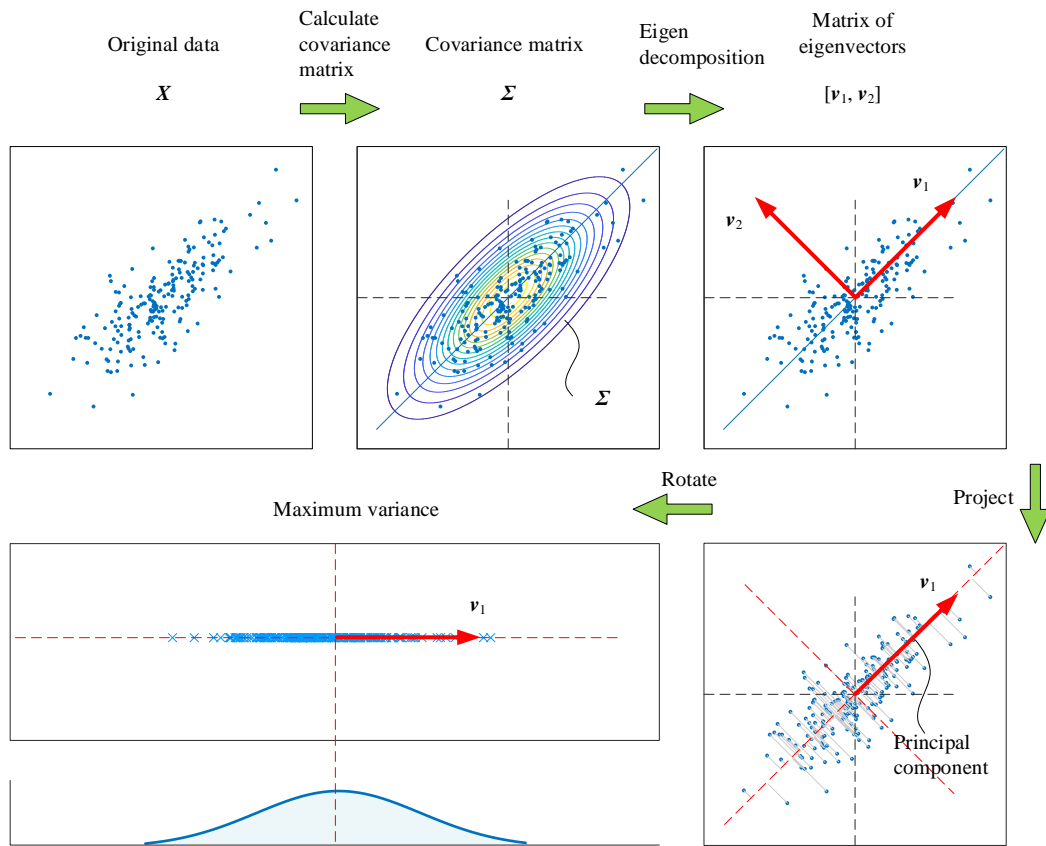 Original data
X
Calculate
covariance
matrix
Covariance matrix
Σ
Eigen
decomposition
Matrix of
eigenvectors
[v₁, v₂]
Σ
v₁
v₂
Project
Rotate
Maximum variance
v₁
v₁
Principal
component